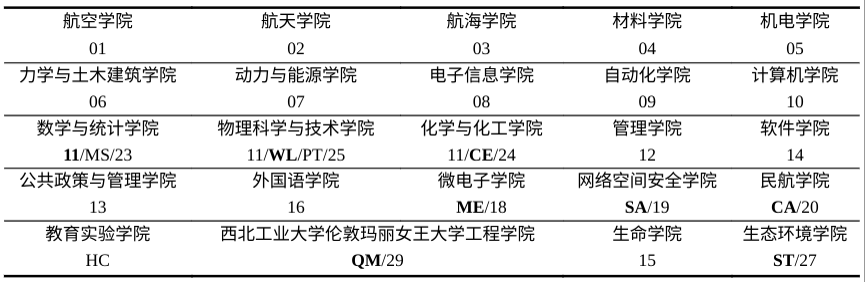 航空学院 航天学院 航海学院 材料学院 机电学院
01 02 03 04 05
力学与土木建筑学院 动力与能源学院 电子信息学院 自动化学院 计算机学院
06 07 08 09 10
数学与统计学院 物理科学与技术学院 化学与化工学院 管理学院 软件学院
11/MS/23 11/WL/PT/25 11/CE/24 12 14
公共政策与管理学院 外国语学院 微电子学院 网络空间安全学院 民航学院
13 16 ME/18 SA/19 CA/20
教育实验学院 西北工业大学伦敦玛丽女王大学工程学院 生命学院 生态环境学院
HC QM/29 15 ST/27